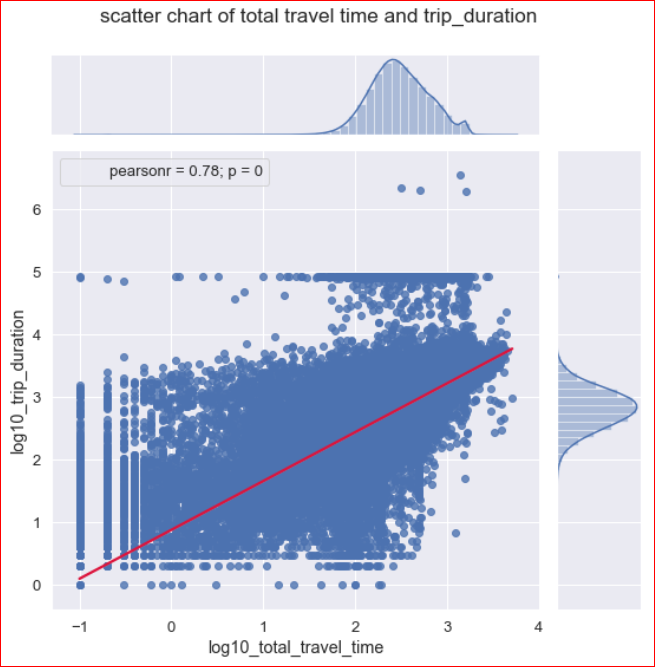 scatter chart of total travel time and trip_duration
pearsonr = 0.78; p = 0
6
5
4
3
2
1
0
log10_trip_duration
−1 0 1 2 3 4
log10_total_travel_time